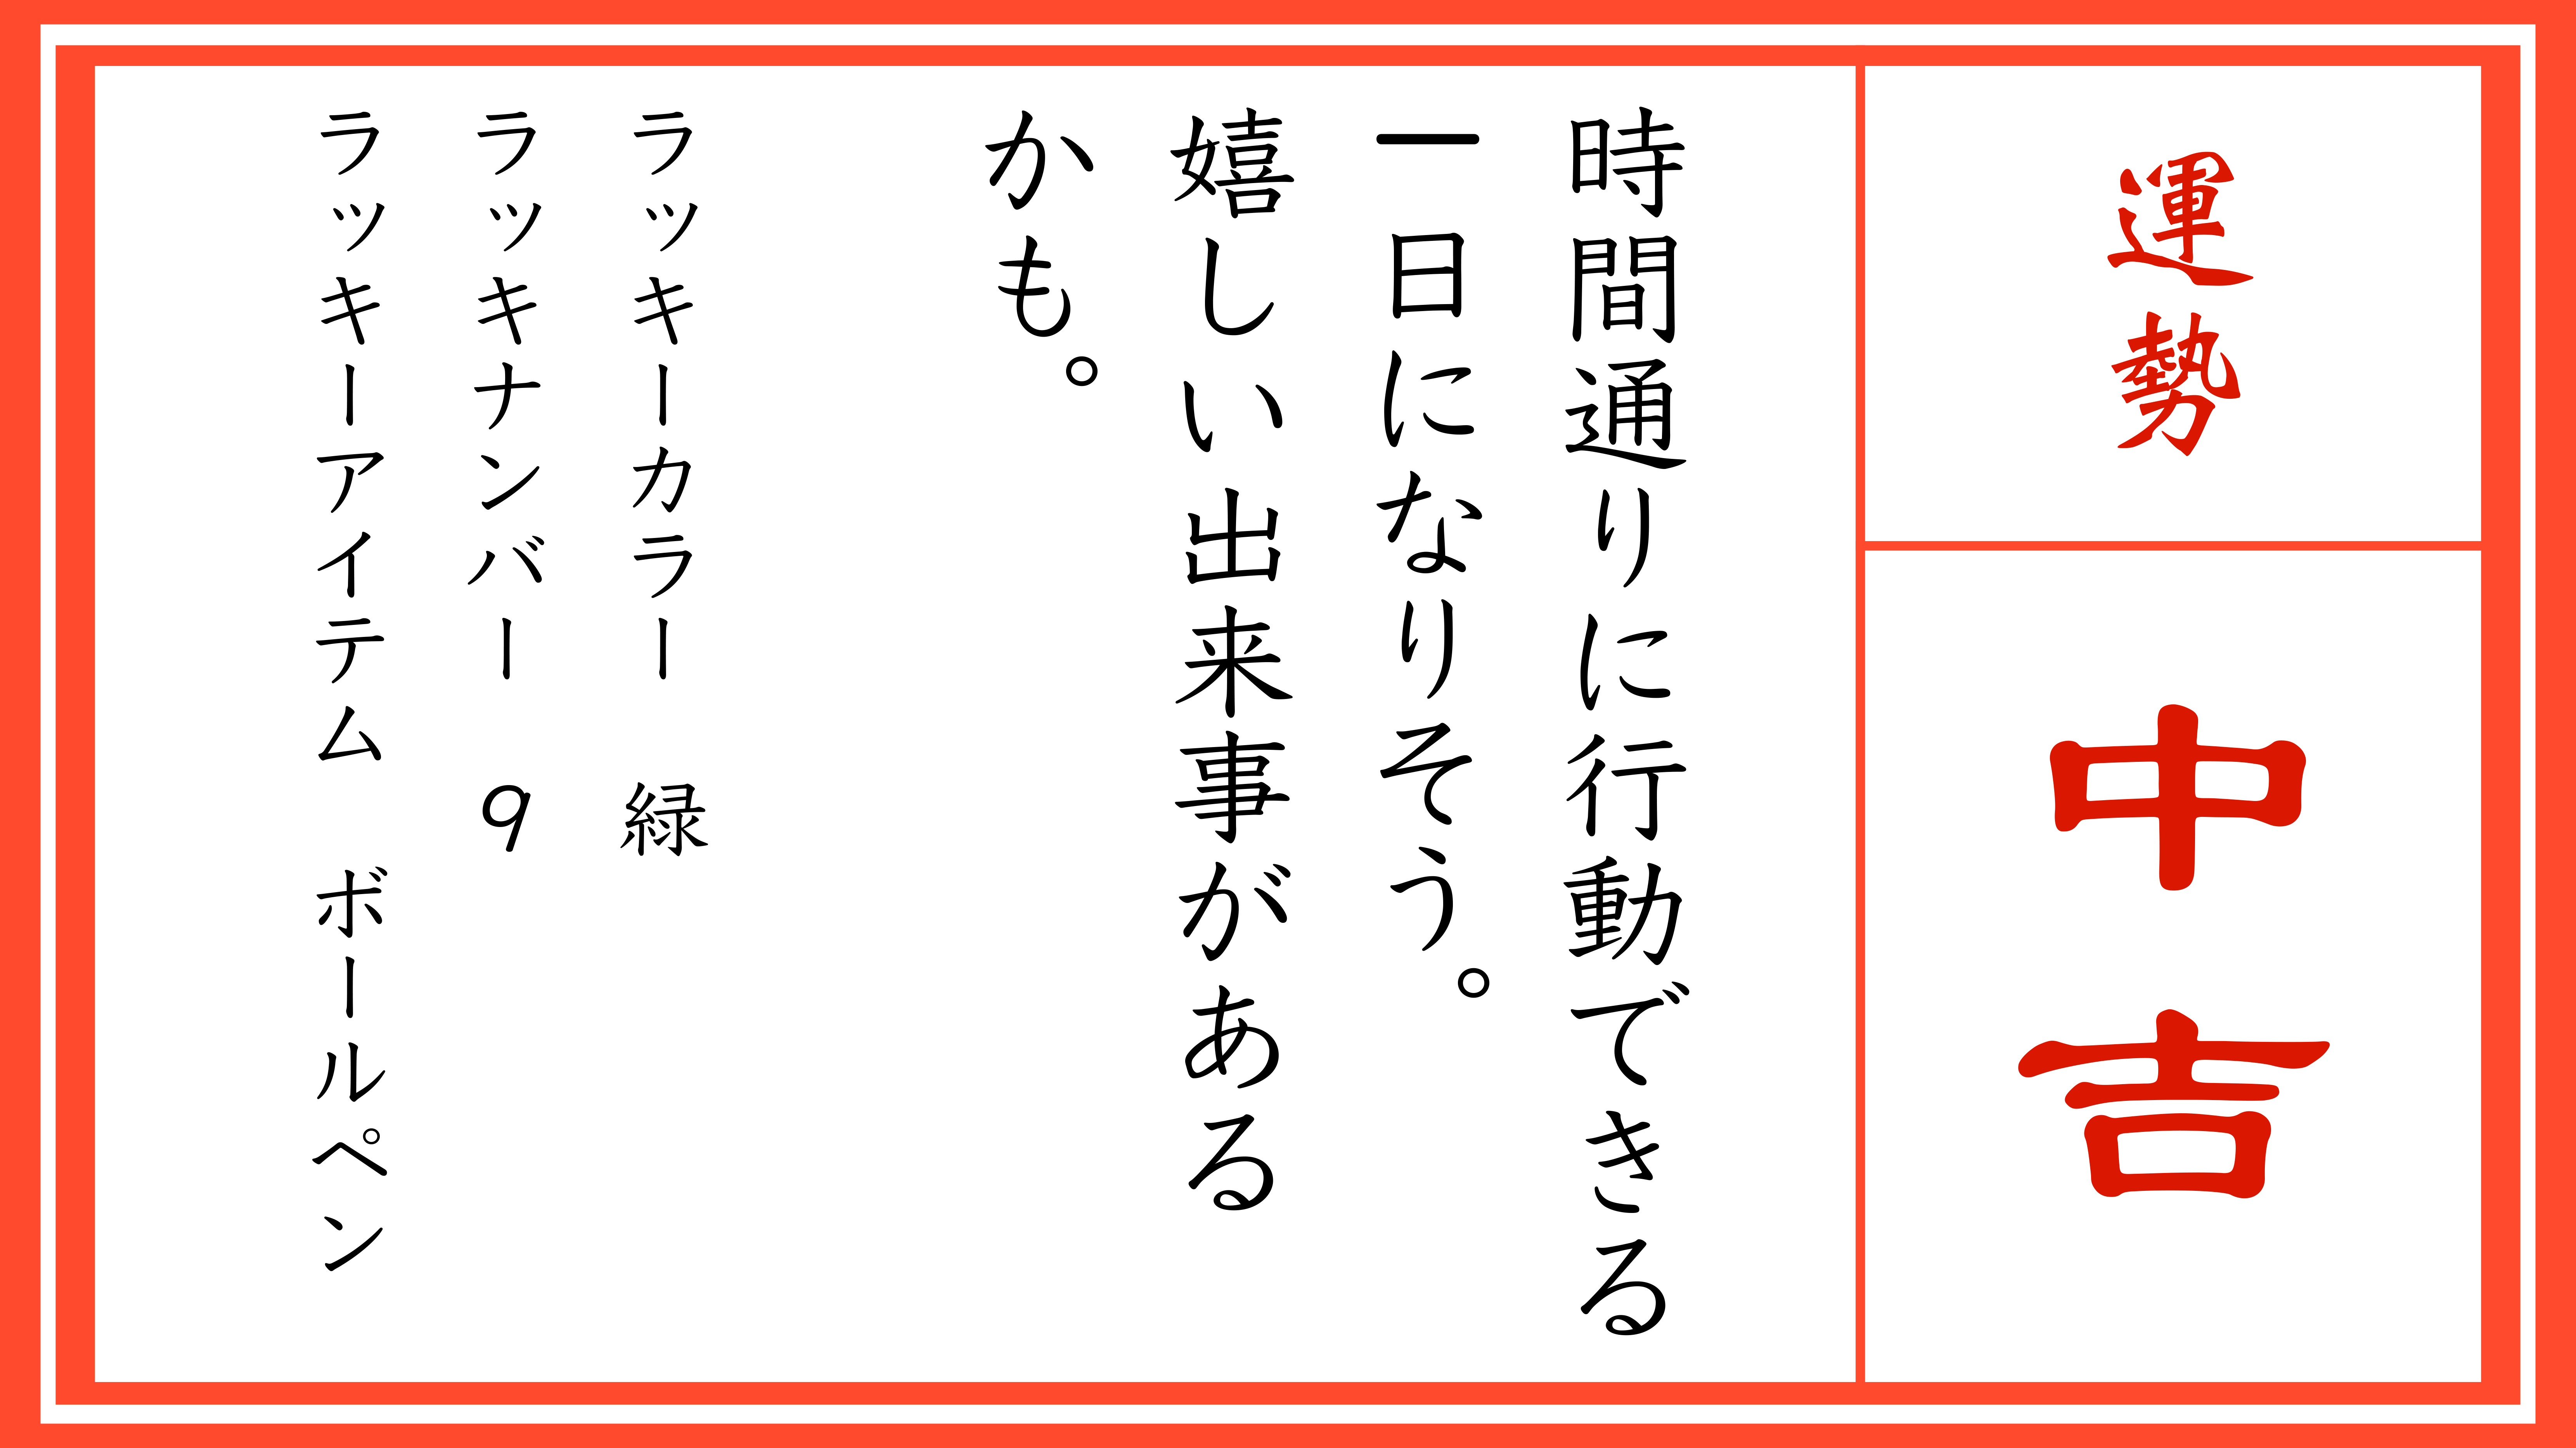 運勢
中吉
時間通りに行動できる
一日になりそう。
嬉しい出来事がある
かも。
ラッキーカラー　緑
ラッキナンバー　9
ラッキーアイテム　ボールペン